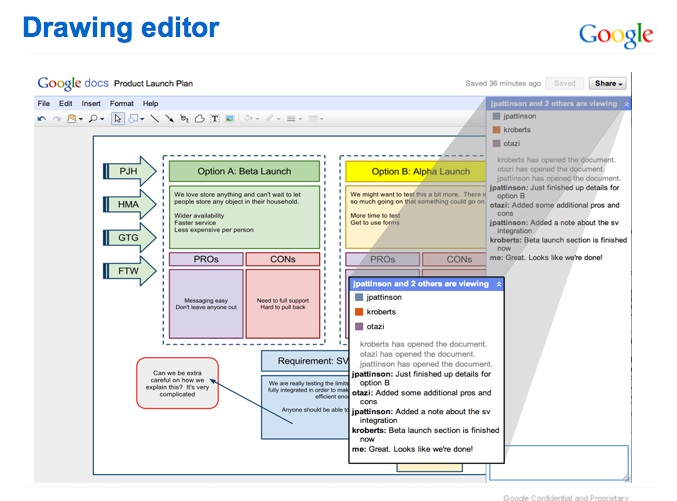 Drawing editor
Google
Google docs Product Launch Plan
Saved 36 minutes ago Saved Share
File Edit Insert Format Help
jpattinson and 2 others are viewing
jpattinson
kroberts
otazi
kroberts has opened the document.
otazi has opened the document.
jpattinson has opened the document.
jpattinson: Just finished up details for
option B
otazi: Added some additional pros and
cons
jpattinson: Added a note about the sv
integration
kroberts: Beta launch section is finished
now
me: Great. Looks like we're done!
PJH
HMA
GTG
FTW
Option A: Beta Launch
We love store anything and can't wait to let
people store any object in their household.
Wider availability
Faster service
Less expensive per person
PROs
CONs
Messaging easy
Don't leave anyone out
Need to full support
Hard to pull back
Option B: Alpha Launch
We might want to test this a bit more. There is
so much going on that something could go on
More time to test
Get to use forms
PROs
CONs
jpattinson and 2 others are viewing
jpattinson
kroberts
otazi
kroberts has opened the document.
otazi has opened the document.
jpattinson has opened the document.
jpattinson: Just finished up details for
option B
otazi: Added some additional pros and
cons
jpattinson: Added a note about the sv
integration
kroberts: Beta launch section is finished
now
me: Great. Looks like we're done!
Requirement: SV
We are really testing the limits
fully integrated in order to mak
efficient eno
Anyone should be able to
Can we be extra
careful on how we
explain this? It's very
complicated
Google Confidential and Proprietary